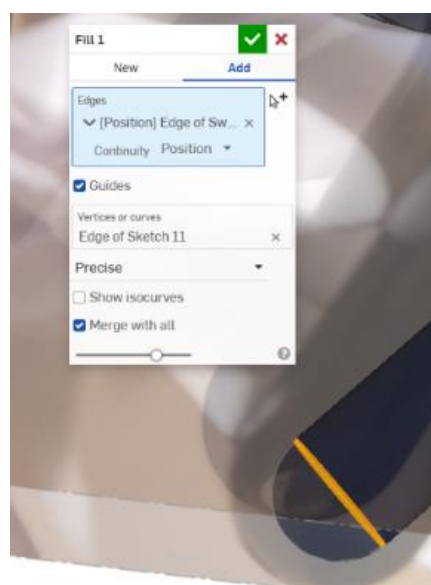 Fill 1
New Add
Edges
[Position] Edge of Sw...
Continuity Position
Guides
Vertices or curves
Edge of Sketch 11
Precise
Show isocurves
Merge with all